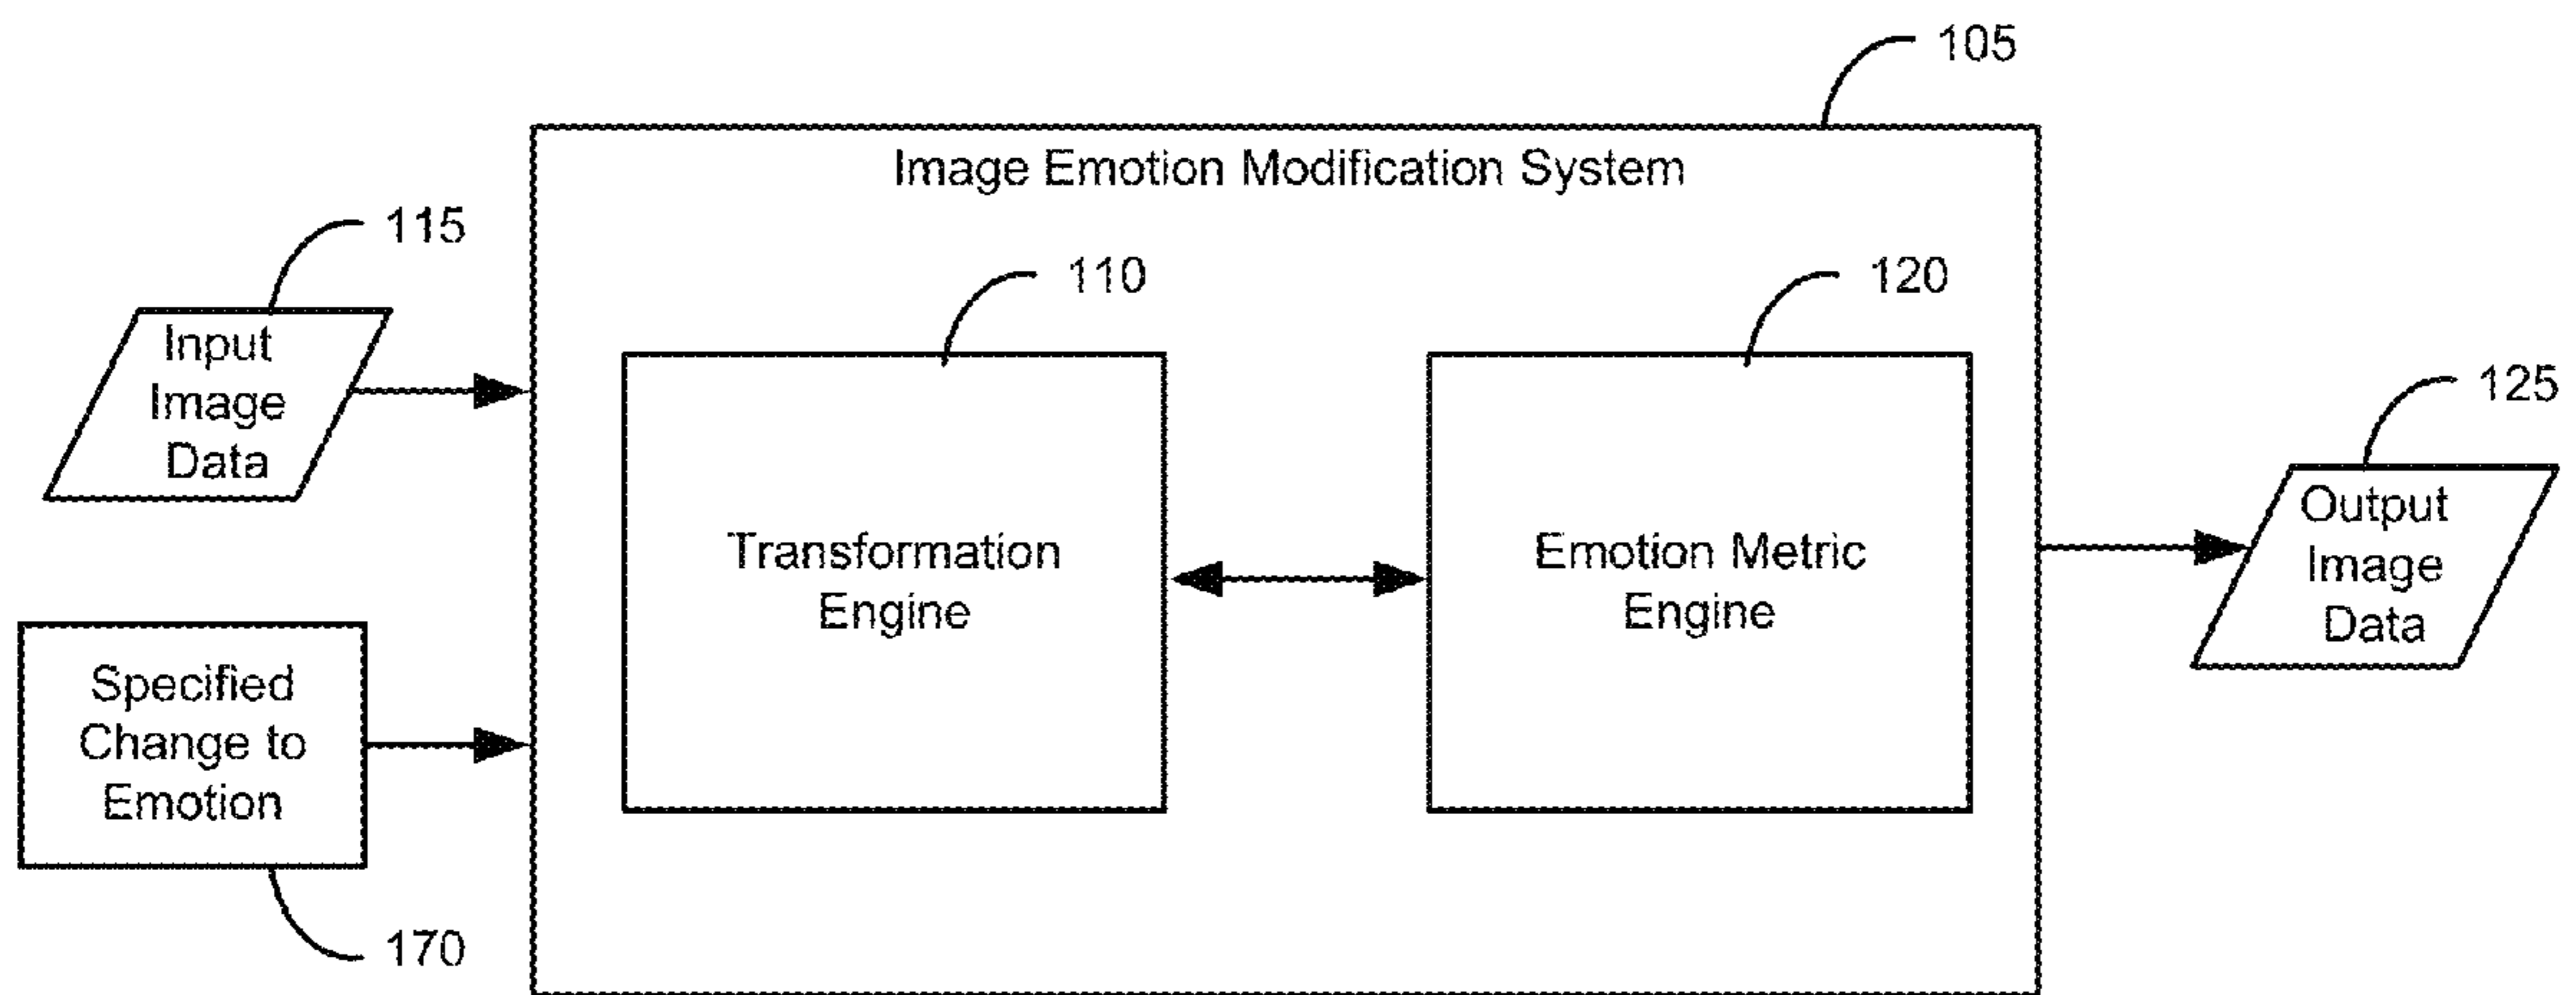 105
Image Emotion Modification System
115
110
120
Input
Image
Data
125
Transformation
Engine
Emotion Metric
Engine
Output
Image
Data
Specified
Change to
Emotion
170